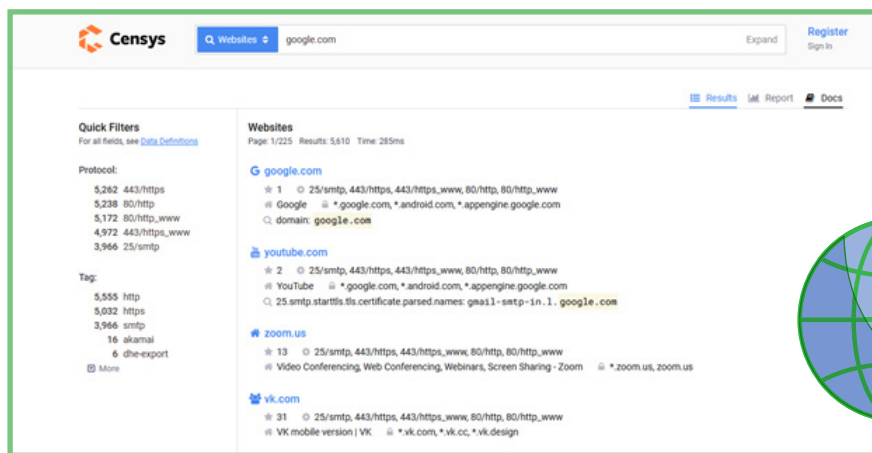 Censys
Websites
google.com
Expand
Register
Sign In
Results
Report
Docs
Quick Filters
For all fields, see Data Definitions
Protocol:
5,262 443/https
5,238 80/http
5,172 80/http_www
4,972 443/https_www
3,966 25/smtp
Tag:
5,555 http
5,032 https
3,966 smtp
16 akamai
6 dhe-export
More
Websites
Page: 1/225 Results: 5,610 Time: 285ms
google.com
1 25/smtp, 443/https, 443/https_www, 80/http, 80/http_www
Google *.google.com, *.android.com, *.appengine.google.com
domain: google.com
youtube.com
2 25/smtp, 443/https, 443/https_www, 80/http, 80/http_www
YouTube *.google.com, *.android.com, *.appengine.google.com
25.smtp.starttls.tls.certificate.parsed.names: gmail-smtp-in.l.google.com
zoom.us
13 25/smtp, 443/https, 443/https_www, 80/http, 80/http_www
Video Conferencing, Web Conferencing, Webinars, Screen Sharing - Zoom *.zoom.us, zoom.us
vk.com
31 25/smtp, 443/https, 443/https_www, 80/http, 80/http_www
VK mobile version | VK *.vk.com, *.vk.cc, *.vk.design